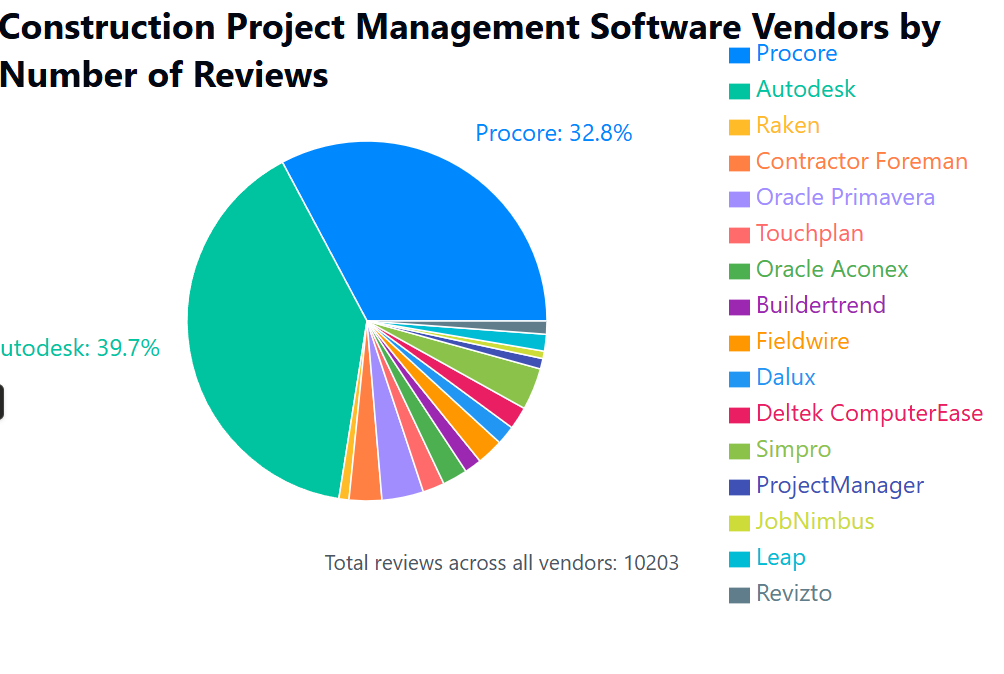 Construction Project Management Software Vendors by
Number of Reviews
Procore: 32.8%
utodesk: 39.7%
Total reviews across all vendors: 10203
Procore
Autodesk
Raken
Contractor Foreman
Oracle Primavera
Touchplan
Oracle Aconex
Buildertrend
Fieldwire
Dalux
Deltek ComputerEase
Simpro
ProjectManager
JobNimbus
Leap
Revizto